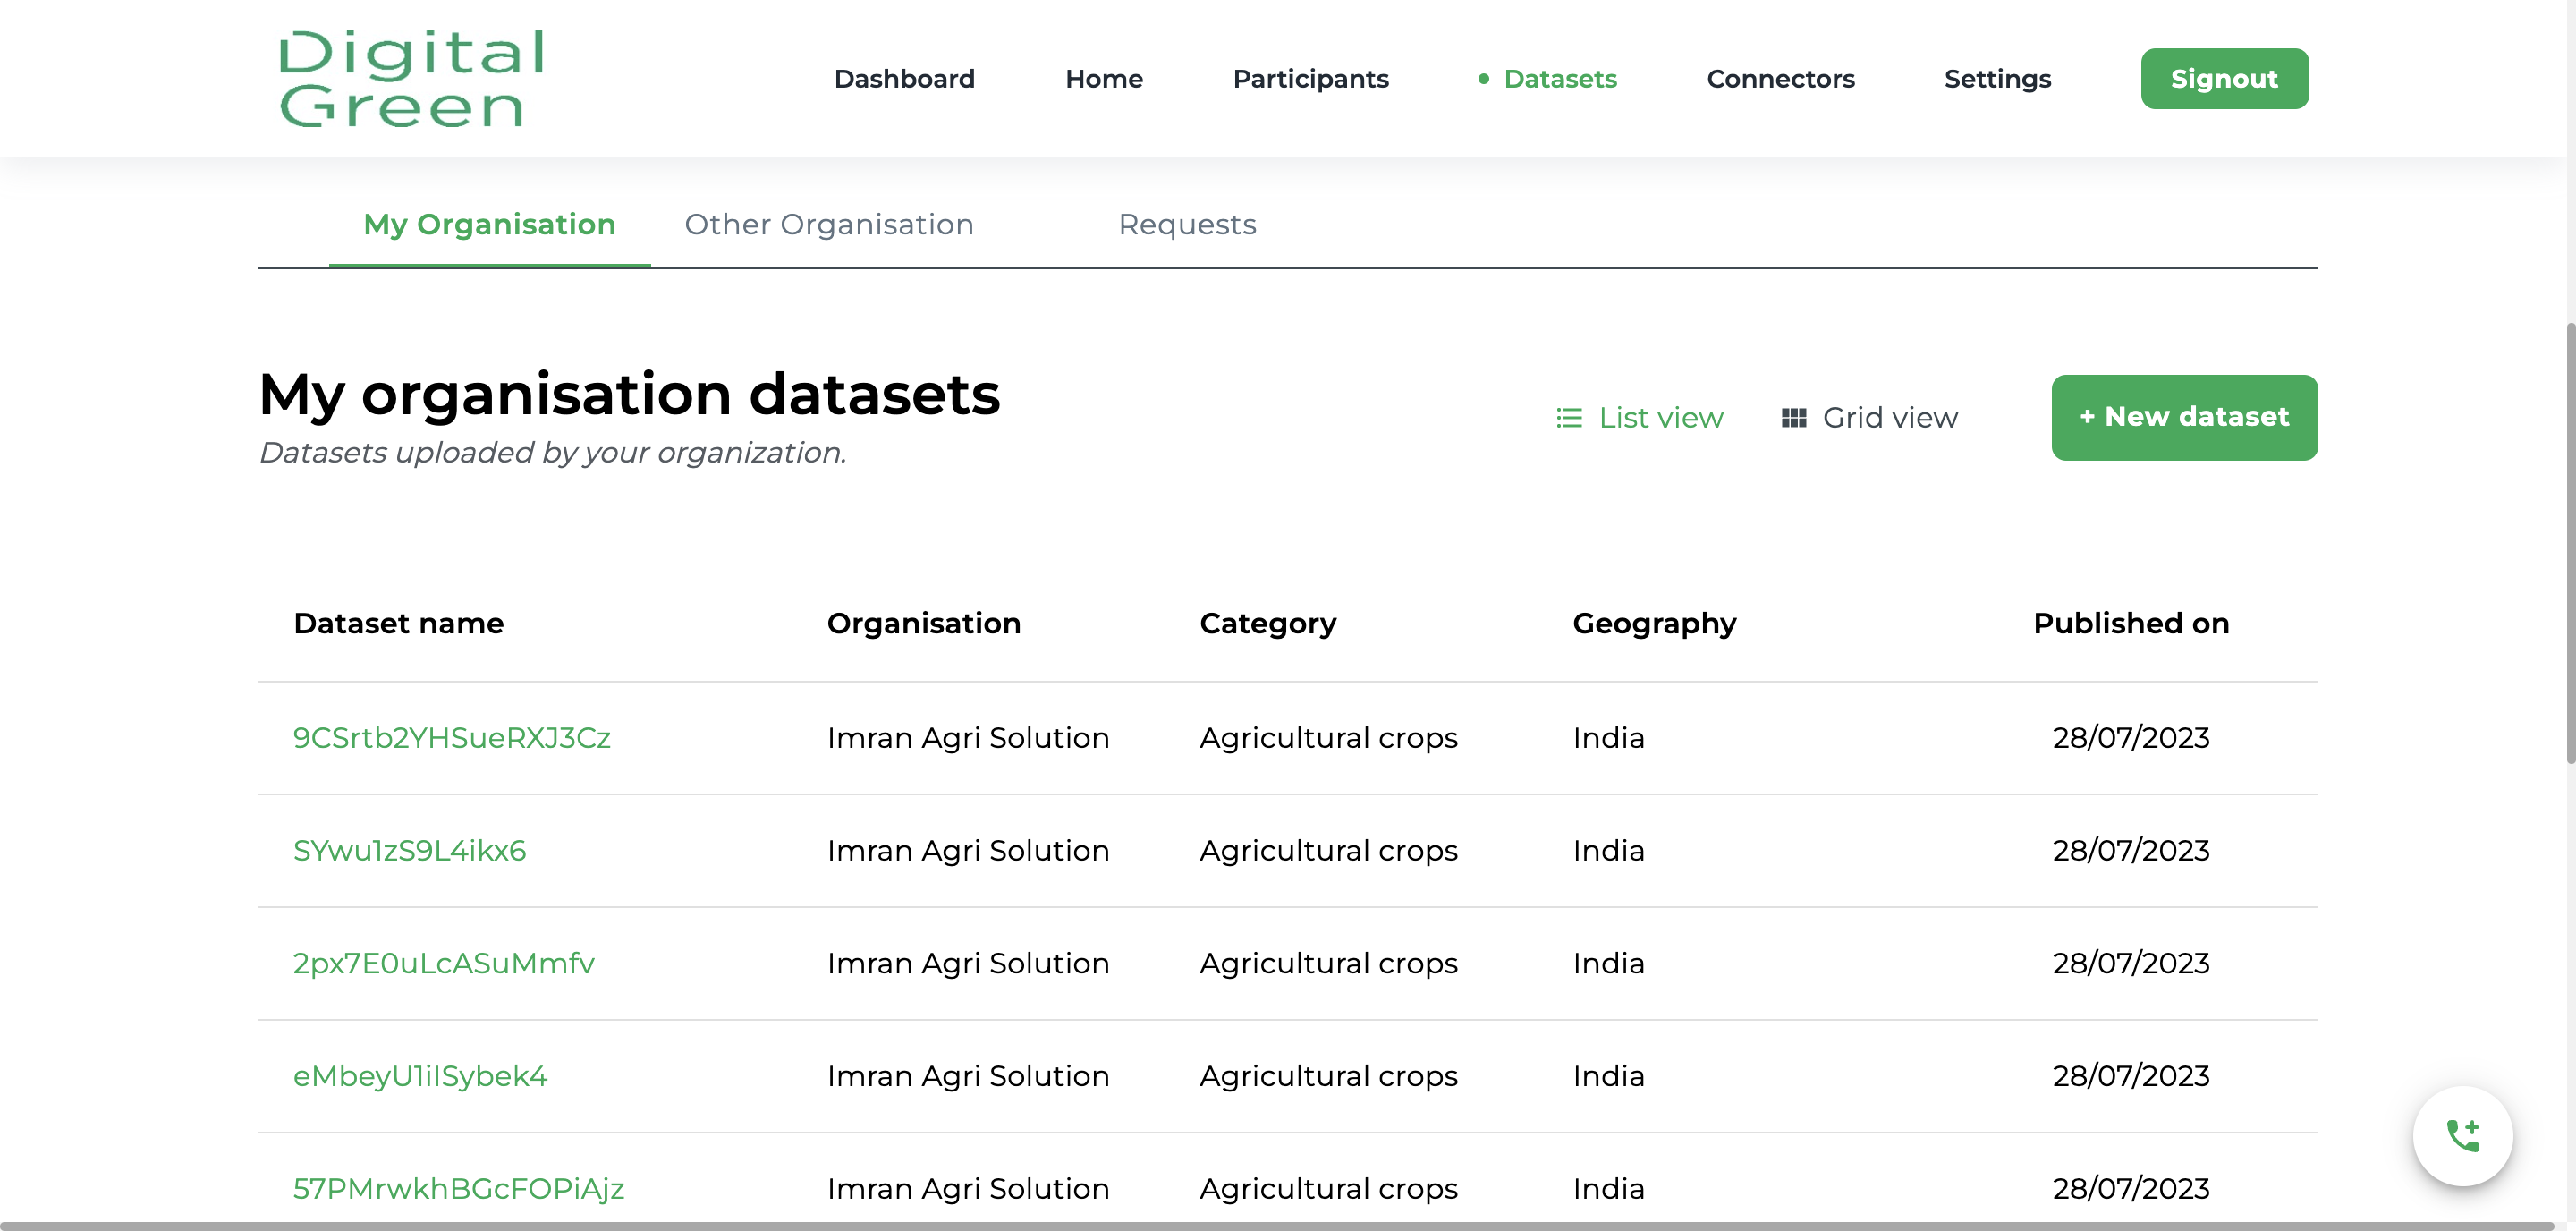 Digital
Green
Dashboard Home Participants Datasets Connectors Settings Signout
My Organisation Other Organisation Requests
My organisation datasets
Datasets uploaded by your organization.
List view Grid view + New dataset
Dataset name Organisation Category Geography Published on
9CSrtb2YHSueRXJ3Cz Imran Agri Solution Agricultural crops India 28/07/2023
SYwu1zS9L4ikx6 Imran Agri Solution Agricultural crops India 28/07/2023
2px7E0uLcASuMmfv Imran Agri Solution Agricultural crops India 28/07/2023
eMbeyU1iISybek4 Imran Agri Solution Agricultural crops India 28/07/2023
57PMrwkhBGcFOPiAjz Imran Agri Solution Agricultural crops India 28/07/2023